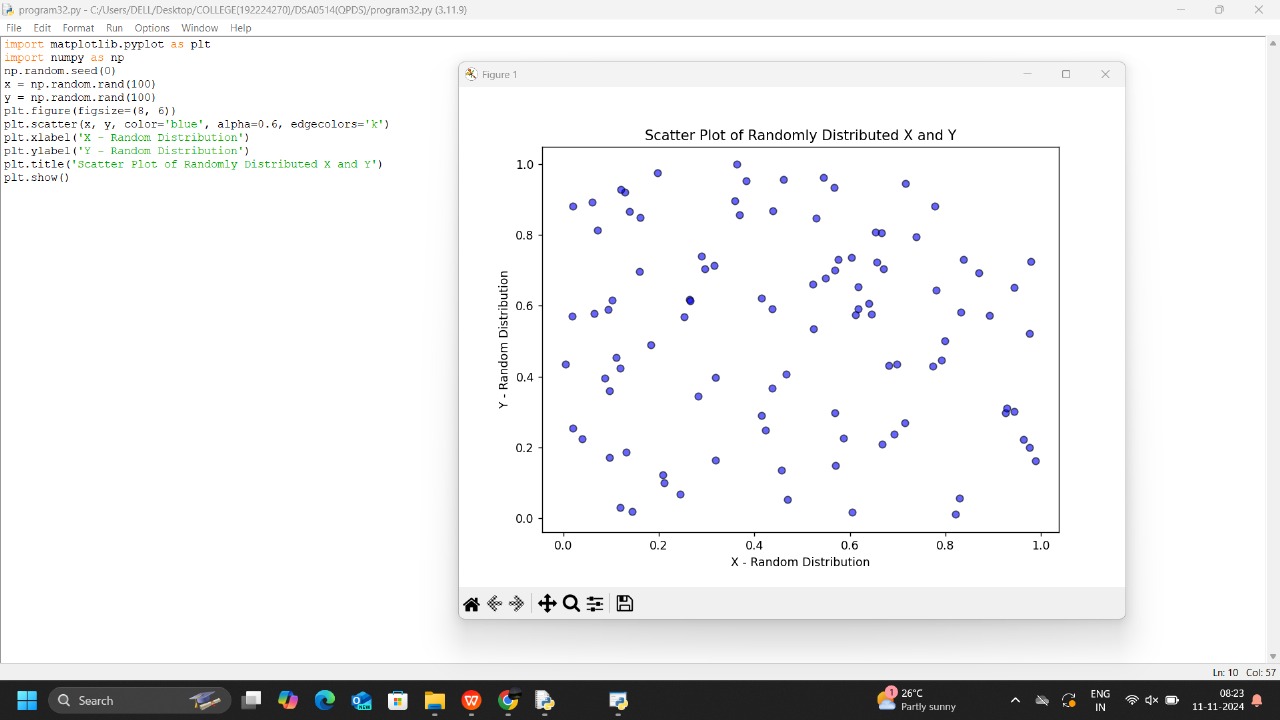 program32.py - C:/Users/DELL/Desktop/COLLEGE(192224270)/DSA0514(QPDS)/program32.py (3.11.9)
File Edit Format Run Options Window Help
import matplotlib.pyplot as plt
import numpy as np
np.random.seed(0)
x = np.random.rand(100)
y = np.random.rand(100)
plt.figure(figsize=(8, 6))
plt.scatter(x, y, color='blue', alpha=0.6, edgecolors='k')
plt.xlabel('X - Random Distribution')
plt.ylabel('Y - Random Distribution')
plt.title('Scatter Plot of Randomly Distributed X and Y')
plt.show()
Figure 1
Scatter Plot of Randomly Distributed X and Y
1.0
0.8
0.6
0.4
0.2
0.0
Y - Random Distribution
0.0 0.2 0.4 0.6 0.8 1.0
X - Random Distribution
Ln: 10 Col: 57
Search
1
26°C
Partly sunny
ENG
IN
08:23
11-11-2024